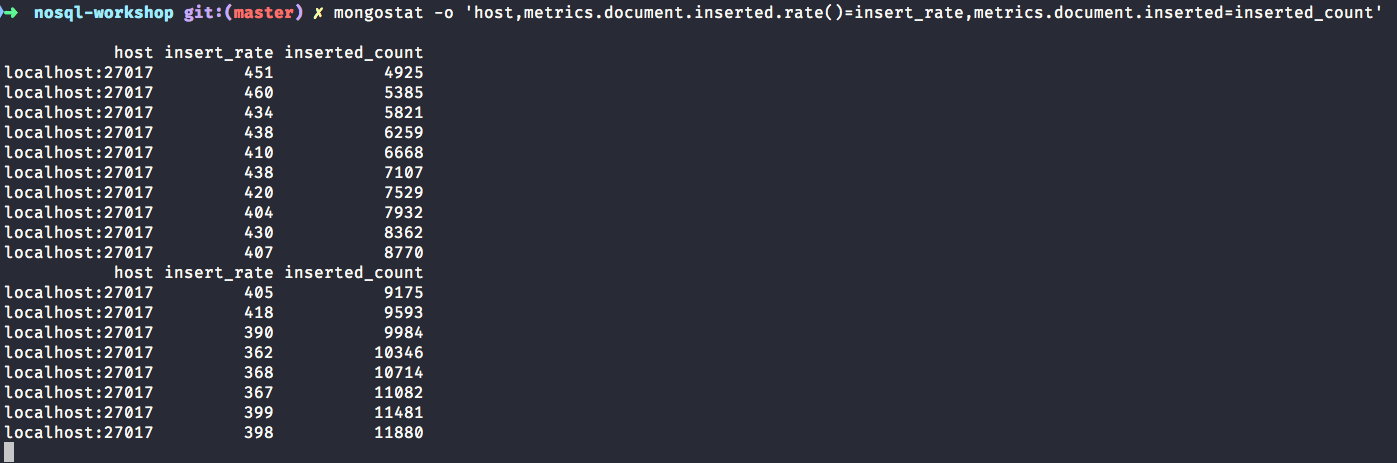 ➜ nosql-workshop git:(master) ✗ mongostat -o 'host,metrics.document.inserted.rate()=insert_rate,metrics.document.inserted=inserted_count'
host insert_rate inserted_count
localhost:27017 451 4925
localhost:27017 460 5385
localhost:27017 434 5821
localhost:27017 438 6259
localhost:27017 410 6668
localhost:27017 438 7107
localhost:27017 420 7529
localhost:27017 404 7932
localhost:27017 430 8362
localhost:27017 407 8770
host insert_rate inserted_count
localhost:27017 405 9175
localhost:27017 418 9593
localhost:27017 390 9984
localhost:27017 362 10346
localhost:27017 368 10714
localhost:27017 367 11082
localhost:27017 399 11481
localhost:27017 398 11880